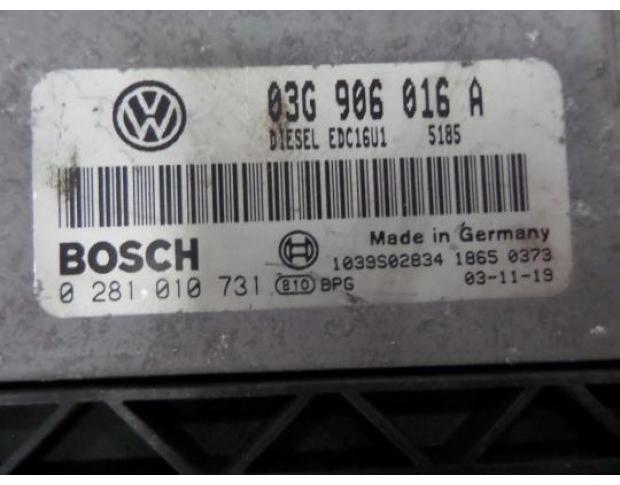 03G 906 016 A
DIESEL EDC16U1 5185
BOSCH
Made in Germany
1039S02834 1865 0373
0 281 010 731 810 BPG
03-11-19